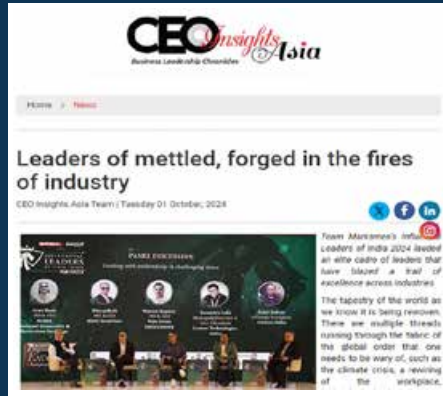 CEO Insights Asia
Business Leadership Chronicles
Home > News
Leaders of mettled, forged in the fires
of industry
CEO Insights Asia Team | Tuesday 01 October, 2024
in
Team Marksmen's
Leaders of India 2024 lauded
an elite cadre of leaders that
have blazed a trail of
excellence across industries
The tapestry of the world as
we know it is being rewoven.
There are multiple threads
running through the fabric of
the global order that one
needs to be wary of, such as
the climate crisis, a rewiring
of the workplace,
LEADERS
PANEL DISCUSSION